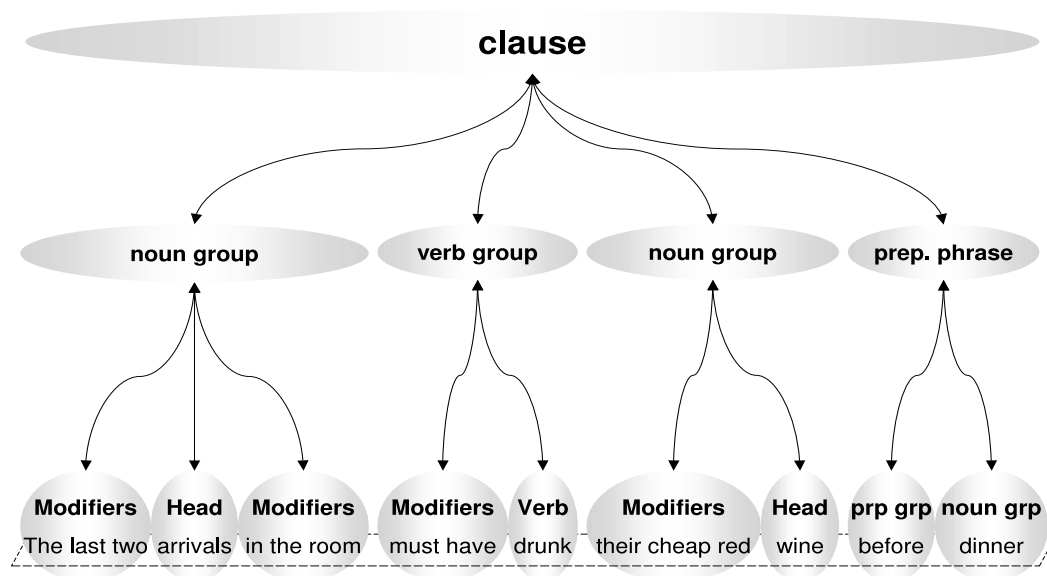 clause
noun group verb group noun group prep. phrase
Modifiers Head Modifiers Modifiers Verb Modifiers Head prp grp noun grp
The last two arrivals in the room must have drunk their cheap red wine before dinner